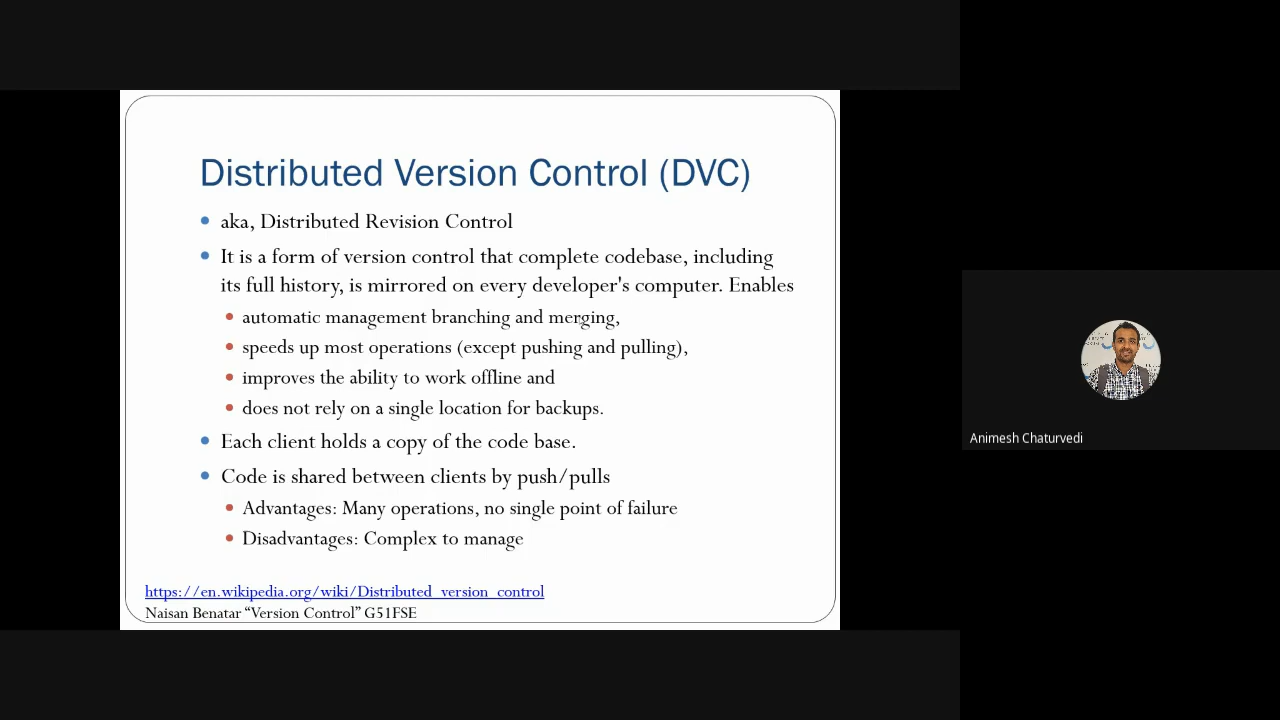 Distributed Version Control (DVC)
aka, Distributed Revision Control
It is a form of version control that complete codebase, including
its full history, is mirrored on every developer's computer. Enables
automatic management branching and merging,
speeds up most operations (except pushing and pulling),
improves the ability to work offline and
does not rely on a single location for backups.
Each client holds a copy of the code base.
Code is shared between clients by push/pulls
Advantages: Many operations, no single point of failure
Disadvantages: Complex to manage
https://en.wikipedia.org/wiki/Distributed_version_control
Naisan Benatar “Version Control” G51FSE
Animesh Chaturvedi